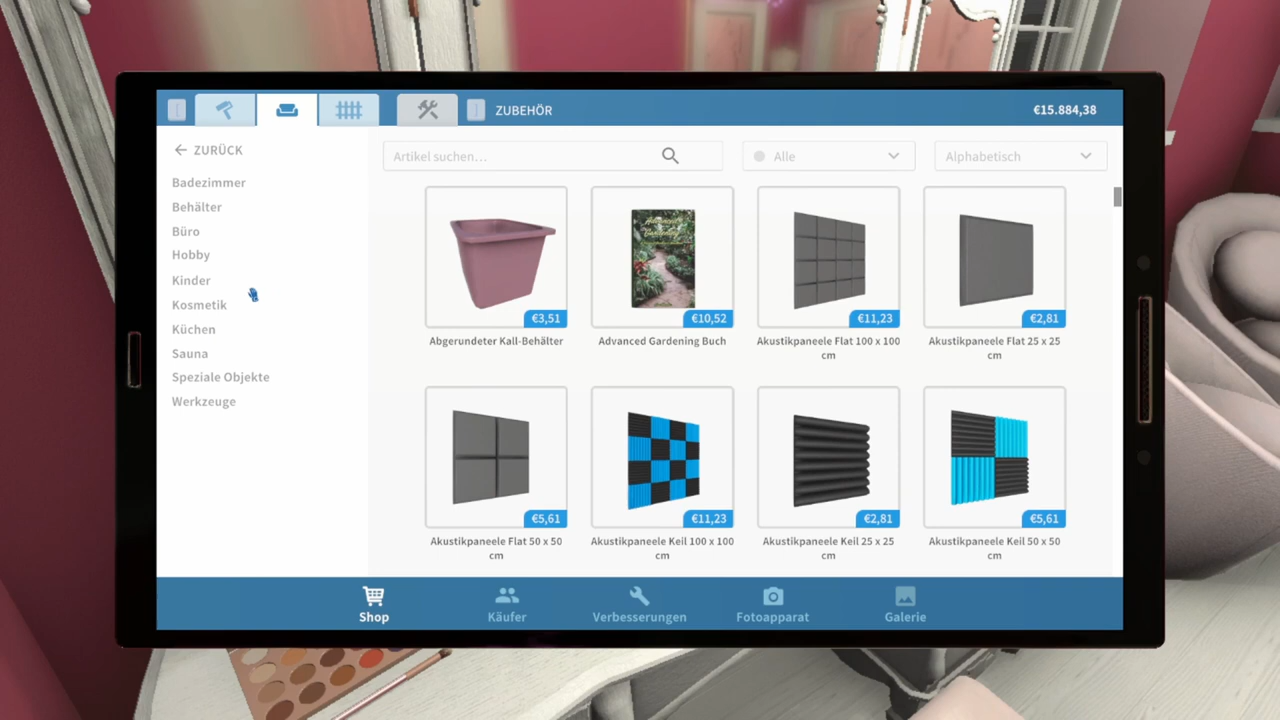 ZUBEHÖR
€15.884,38
ZURÜCK
Artikel suchen...
Alle
Alphabetisch
Badezimmer
Behälter
Büro
Hobby
Kinder
Kosmetik
Küchen
Sauna
Speziale Objekte
Werkzeuge
€3,51
€10,52
€11,23
€2,81
Abgerundeter Kall-Behälter
Advanced Gardening Buch
Akustikpaneele Flat 100 x 100
cm
Akustikpaneele Flat 25 x 25
cm
€5,61
€11,23
€2,81
€5,61
Akustikpaneele Flat 50 x 50
cm
Akustikpaneele Keil 100 x 100
cm
Akustikpaneele Keil 25 x 25
cm
Akustikpaneele Keil 50 x 50
cm
Shop
Käufer
Verbesserungen
Fotoapparat
Galerie